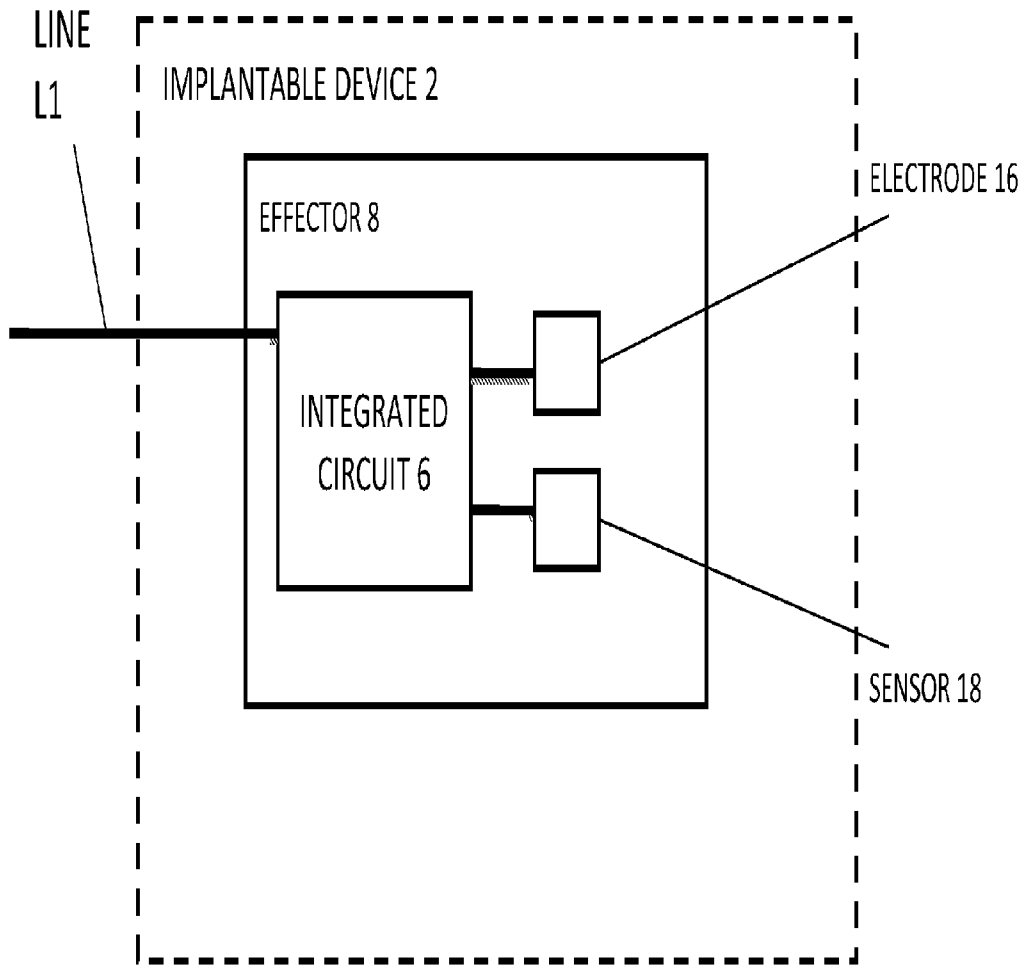 LINE
L1
IMPLANTABLE DEVICE 2
ELECTRODE 16
EFFECTOR 8
INTEGRATED
CIRCUIT 6
SENSOR 18